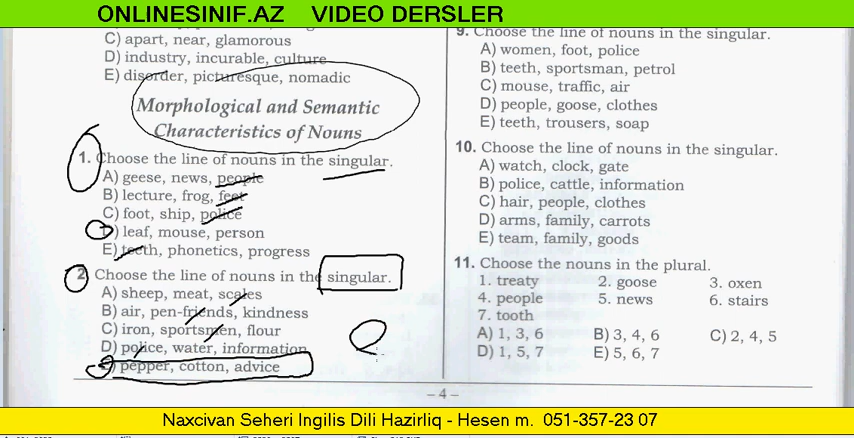 ONLINESINIF.AZ VIDEO DERSLER
C) apart, near, glamorous
D) industry, incurable, culture
E) disorder, picturesque, nomadic
Morphological and Semantic
Characteristics of Nouns
1. Choose the line of nouns in the singular.
A) geese, news, people
B) lecture, frog, feet
C) foot, ship, police
D) leaf, mouse, person
E) teeth, phonetics, progress
2. Choose the line of nouns in the singular.
A) sheep, meat, scales
B) air, pen-friends, kindness
C) iron, sportsmen, flour
D) police, water, information
E) pepper, cotton, advice
9. Choose the line of nouns in the singular.
A) women, foot, police
B) teeth, sportsman, petrol
C) mouse, traffic, air
D) people, goose, clothes
E) teeth, trousers, soap
10. Choose the line of nouns in the singular.
A) watch, clock, gate
B) police, cattle, information
C) hair, people, clothes
D) arms, family, carrots
E) team, family, goods
11. Choose the nouns in the plural.
1. treaty 2. goose 3. oxen
4. people 5. news 6. stairs
7. tooth
A) 1, 3, 6 B) 3, 4, 6 C) 2, 4, 5
D) 1, 5, 7 E) 5, 6, 7
– 4 –
Naxcivan Seheri Ingilis Dili Hazirliq - Hesen m. 051-357-23 07